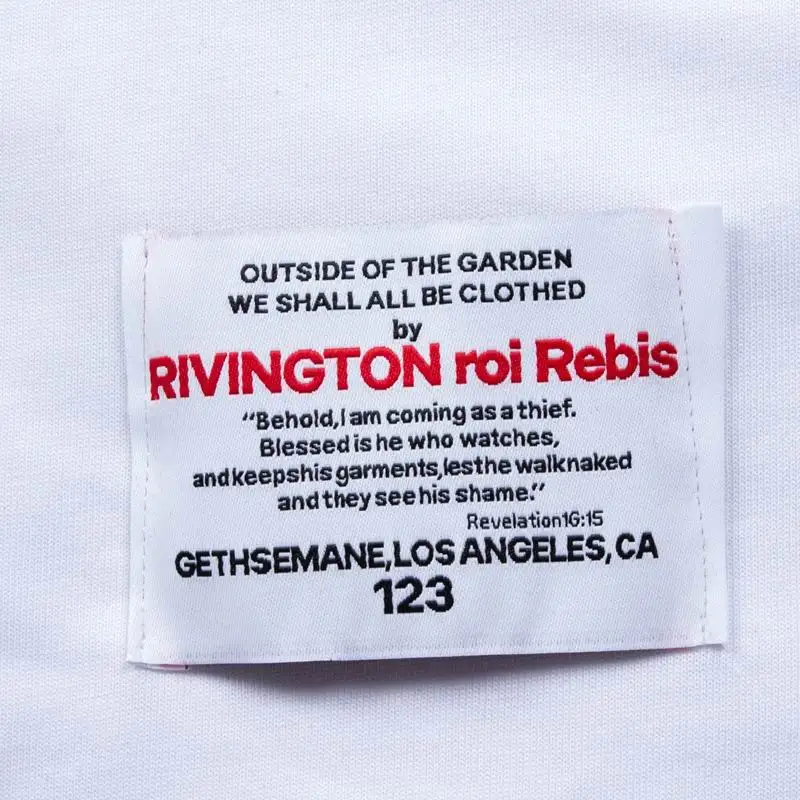 OUTSIDE OF THE GARDEN
WE SHALL ALL BE CLOTHED
by
RIVINGTON roi Rebis
“Behold,I am coming as a thief.
Blessed is he who watches,
and keepshis garments,lesthe walknaked
and they see his shame.”
Revelation16:15
GETHSEMANE,LOS ANGELES, CA
123